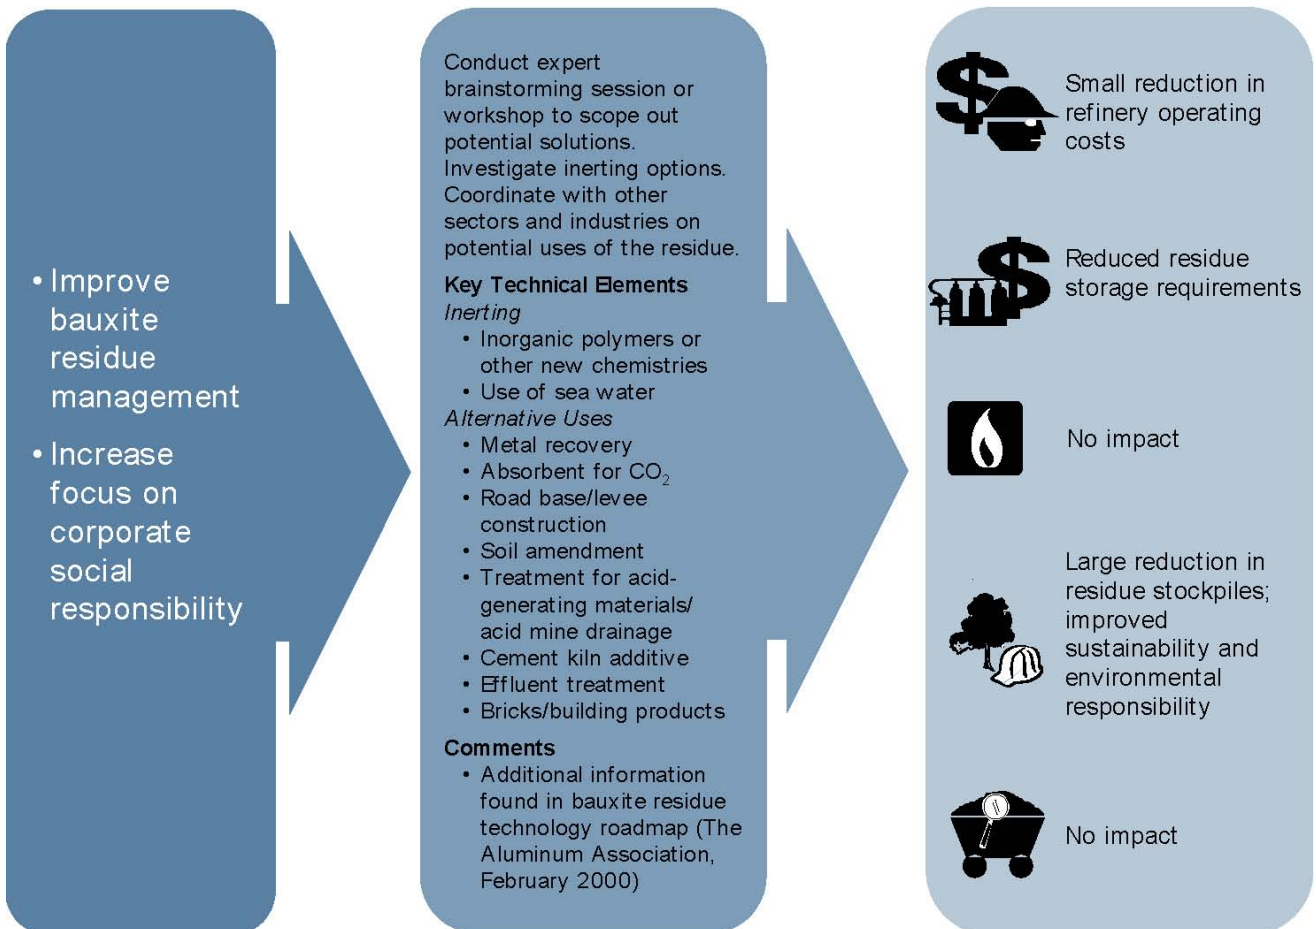 • Improve
bauxite
residue
management
• Increase
focus on
corporate
social
responsibility
Conduct expert
brainstorming session or
workshop to scope out
potential solutions.
Investigate inerting options.
Coordinate with other
sectors and industries on
potential uses of the residue.
Key Technical Elements
Inerting
• Inorganic polymers or
other new chemistries
• Use of sea water
Alternative Uses
• Metal recovery
• Absorbent for CO₂
• Road base/levee
construction
• Soil amendment
• Treatment for acid-
generating materials/
acid mine drainage
• Cement kiln additive
• Effluent treatment
• Bricks/building products
Comments
• Additional information
found in bauxite residue
technology roadmap (The
Aluminum Association,
February 2000)
$
Small reduction in
refinery operating
costs
$
Reduced residue
storage requirements
No impact
Large reduction in
residue stockpiles;
improved
sustainability and
environmental
responsibility
No impact